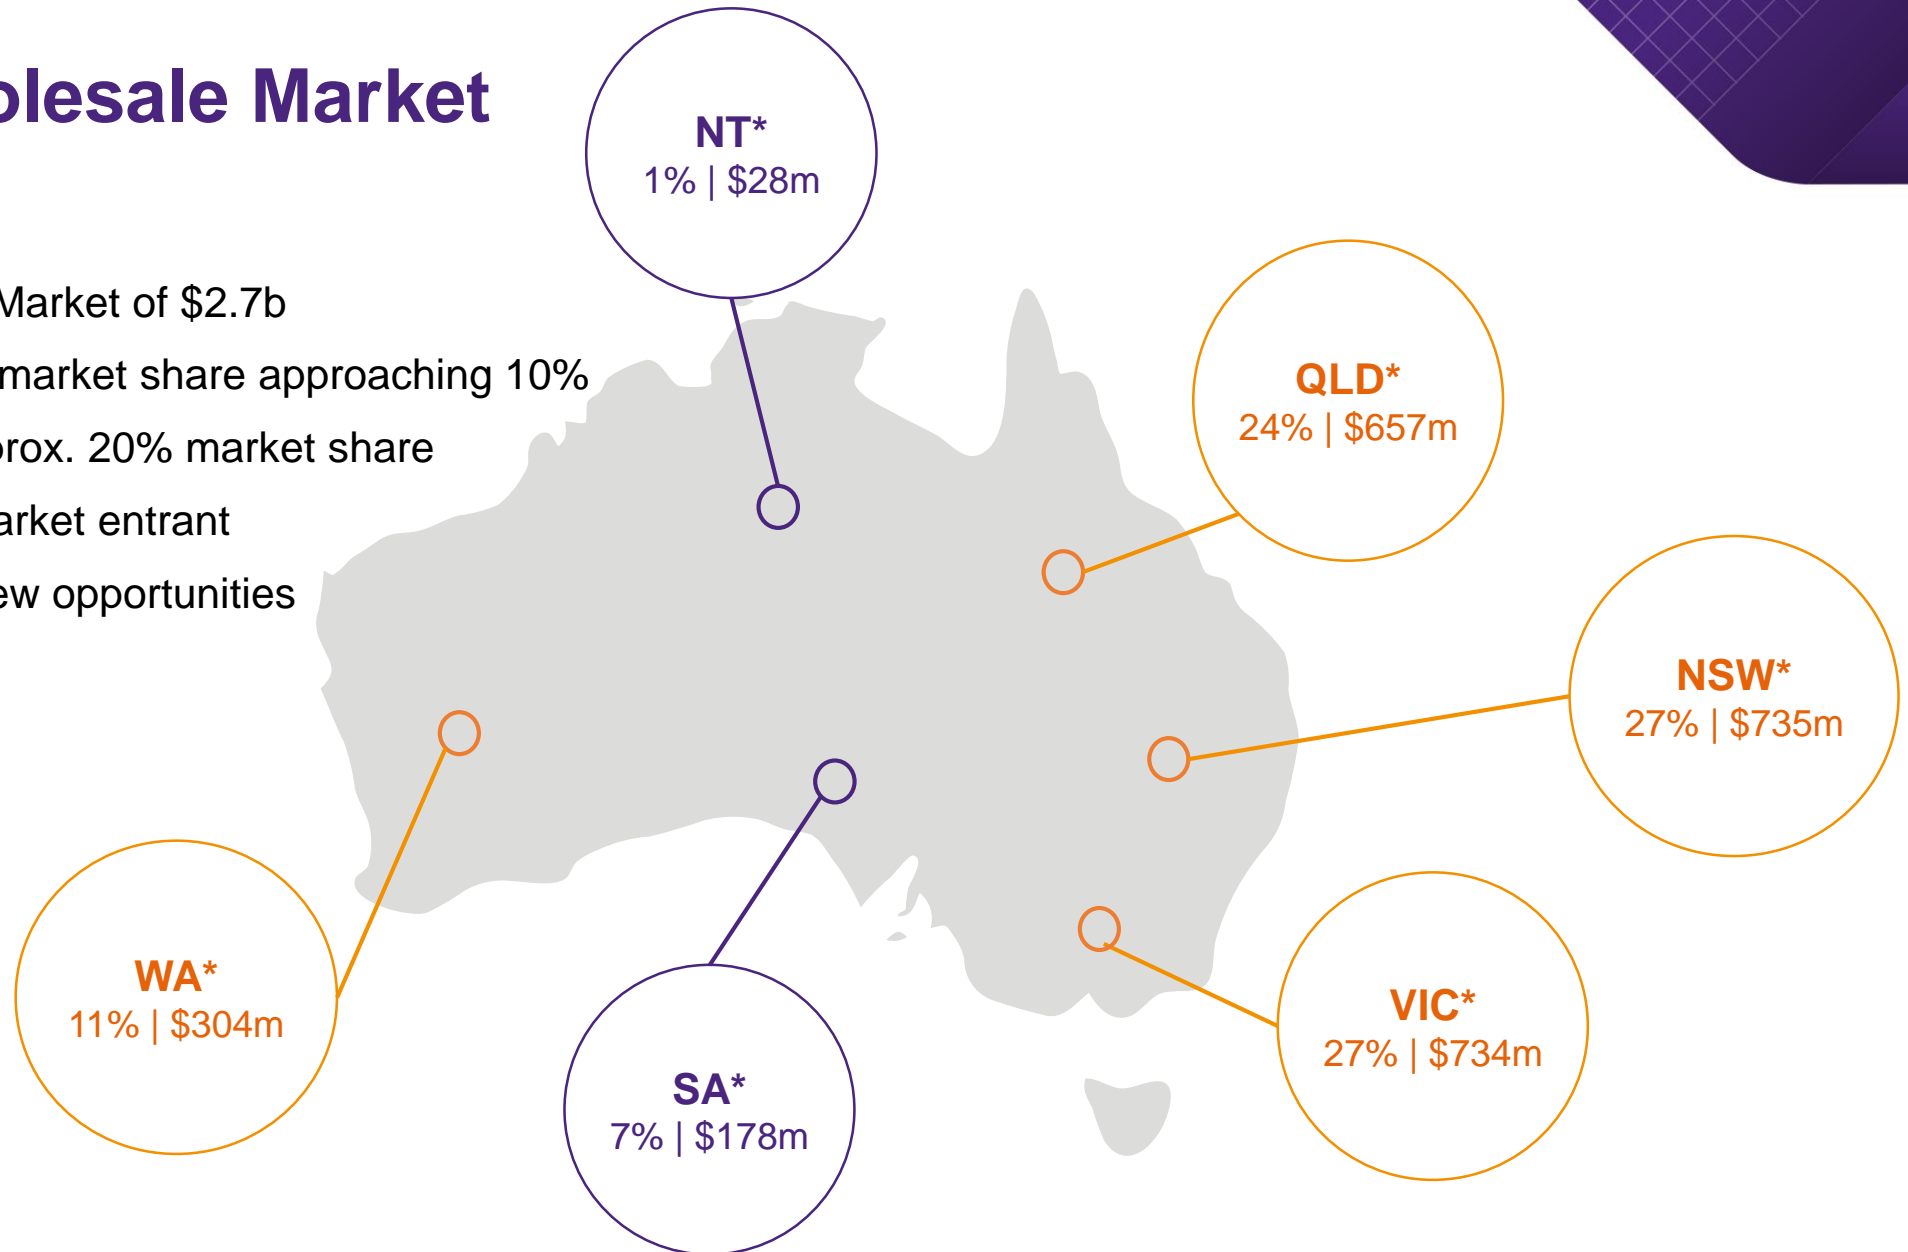 olesale Market
Market of $2.7b
market share approaching 10%
prox. 20% market share
arket entrant
ew opportunities
NT*
1% | $28m
QLD*
24% | $657m
NSW*
27% | $735m
WA*
11% | $304m
SA*
7% | $178m
VIC*
27% | $734m